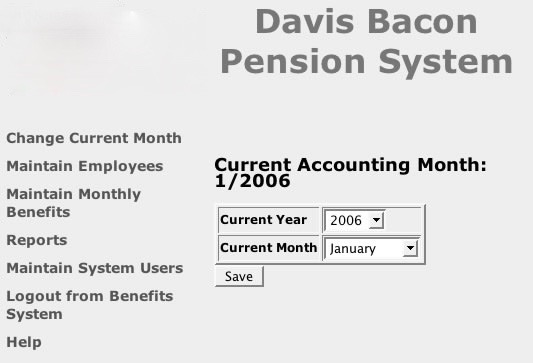 Davis Bacon
Pension System
Change Current Month
Maintain Employees
Maintain Monthly
Benefits
Reports
Maintain System Users
Logout from Benefits
System
Help
Current Accounting Month:
1/2006
Current Year 2006
Current Month January
Save